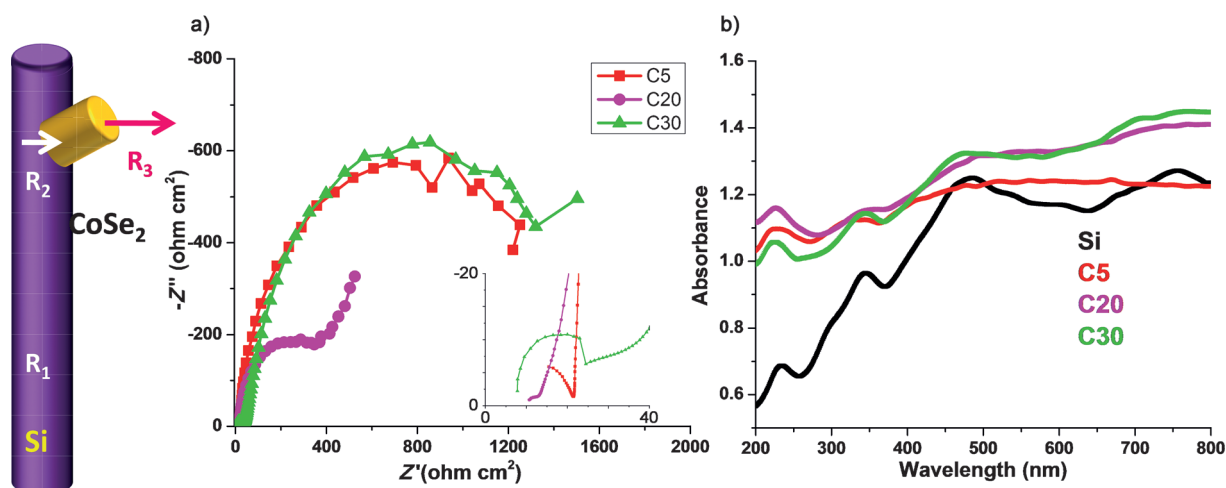 a)
b)
-800
-600
-400
-200
0
-Z'' (ohm cm²)
0
400
800
1200
1600
2000
Z'(ohm cm²)
C5
C20
C30
-20
0
0
20
40
R₂
R₃
CoSe₂
R₁
Si
1.6
1.4
1.2
1.0
0.8
0.6
Absorbance
200
300
400
500
600
700
800
Wavelength (nm)
Si
C5
C20
C30